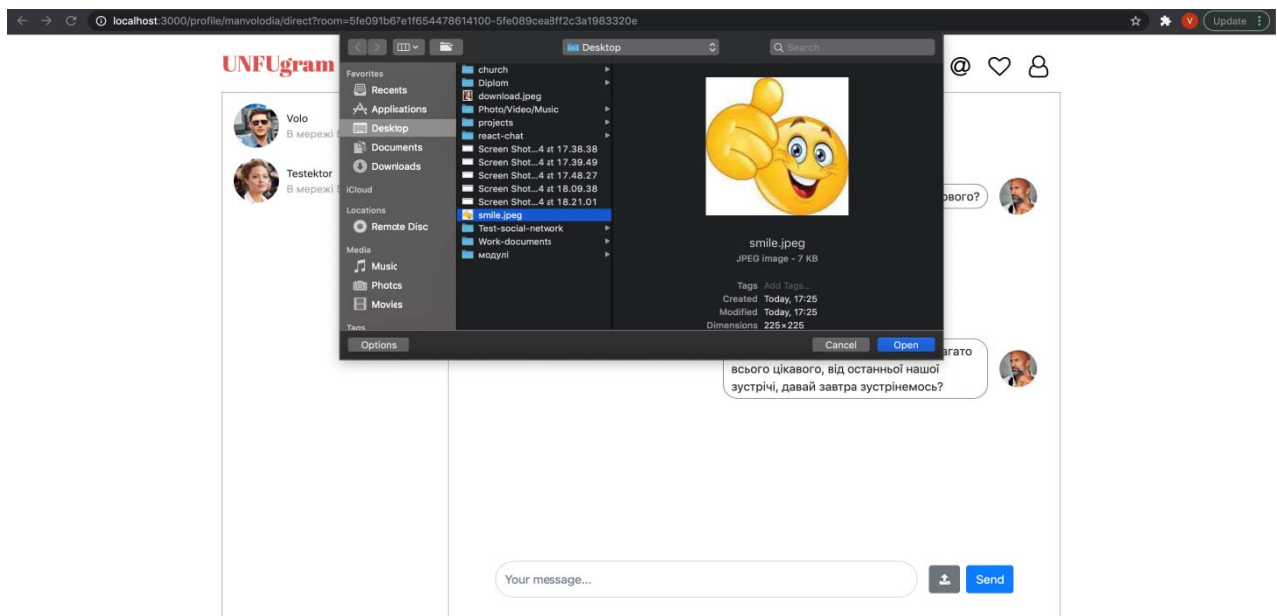 localhost:3000/profile/manvolodia/direct?room=5fe091b67e1f654478614100-5fe089cea8ff2c3a1983320e
V
Update
UNFUgram
Desktop
Search
@
Volo
В мережі
Testektor
В мережі
Favorites
Recents
Applications
Desktop
Documents
Downloads
iCloud
Locations
Remote Disc
Media
Music
Photos
Movies
Tags
church
Diplom
download.jpeg
Photo/Video/Music
projects
react-chat
Screen Shot...4 at 17.38.38
Screen Shot...4 at 17.39.49
Screen Shot...4 at 17.48.27
Screen Shot...4 at 18.09.38
Screen Shot...4 at 18.21.01
smile.jpeg
Test-social-network
Work-documents
модулі
smile.jpeg
JPEG image - 7 KB
Tags Add Tags...
Created Today, 17:25
Modified Today, 17:25
Dimensions 225×225
Options
Cancel
Open
всього цікавого, від останньої нашої
зустрічі, давай завтра зустрінемось?
Your message...
Send